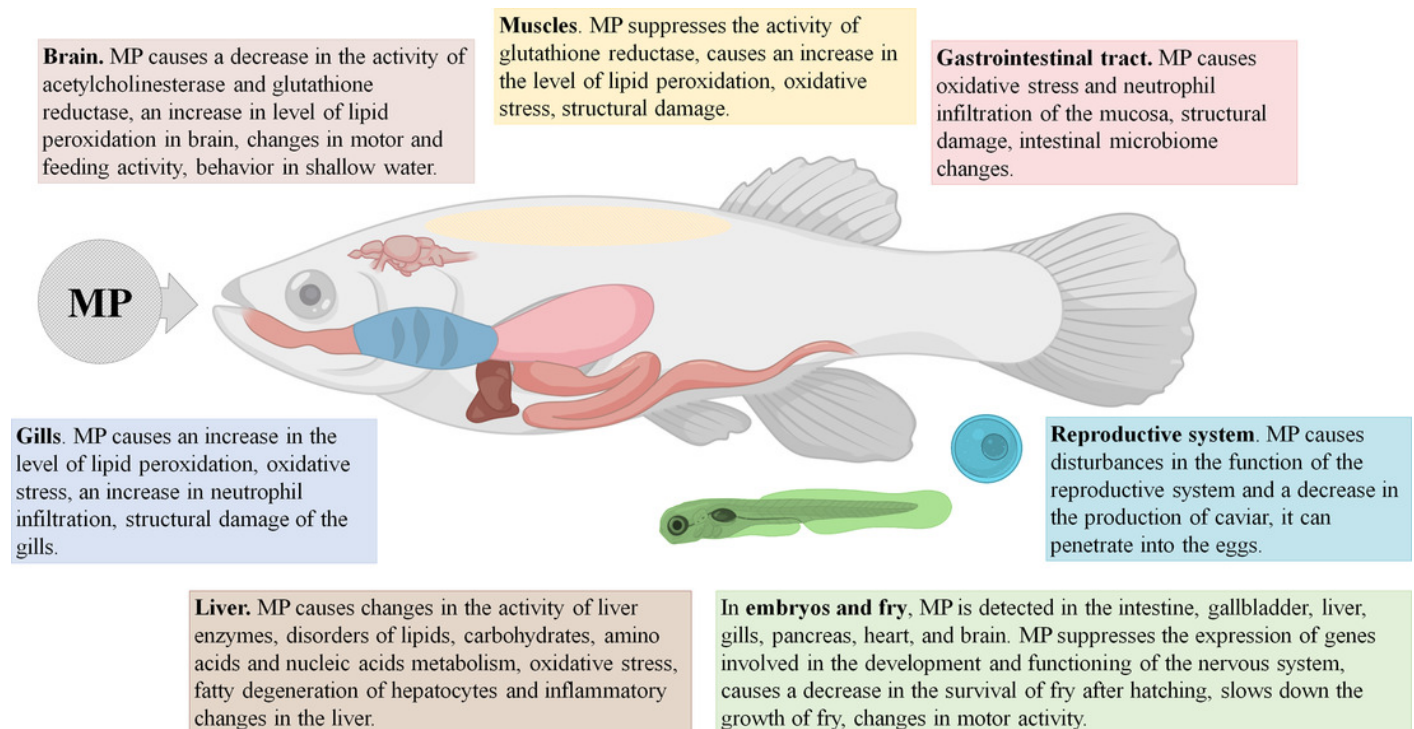 Brain. MP causes a decrease in the activity of
acetylcholinesterase and glutathione
reductase, an increase in level of lipid
peroxidation in brain, changes in motor and
feeding activity, behavior in shallow water.
Muscles. MP suppresses the activity of
glutathione reductase, causes an increase in
the level of lipid peroxidation, oxidative
stress, structural damage.
Gastrointestinal tract. MP causes
oxidative stress and neutrophil
infiltration of the mucosa, structural
damage, intestinal microbiome
changes.
MP
Gills. MP causes an increase in the
level of lipid peroxidation, oxidative
stress, an increase in neutrophil
infiltration, structural damage of the
gills.
Reproductive system. MP causes
disturbances in the function of the
reproductive system and a decrease in
the production of caviar, it can
penetrate into the eggs.
Liver. MP causes changes in the activity of liver
enzymes, disorders of lipids, carbohydrates, amino
acids and nucleic acids metabolism, oxidative stress,
fatty degeneration of hepatocytes and inflammatory
changes in the liver.
In embryos and fry, MP is detected in the intestine, gallbladder, liver,
gills, pancreas, heart, and brain. MP suppresses the expression of genes
involved in the development and functioning of the nervous system,
causes a decrease in the survival of fry after hatching, slows down the
growth of fry, changes in motor activity.